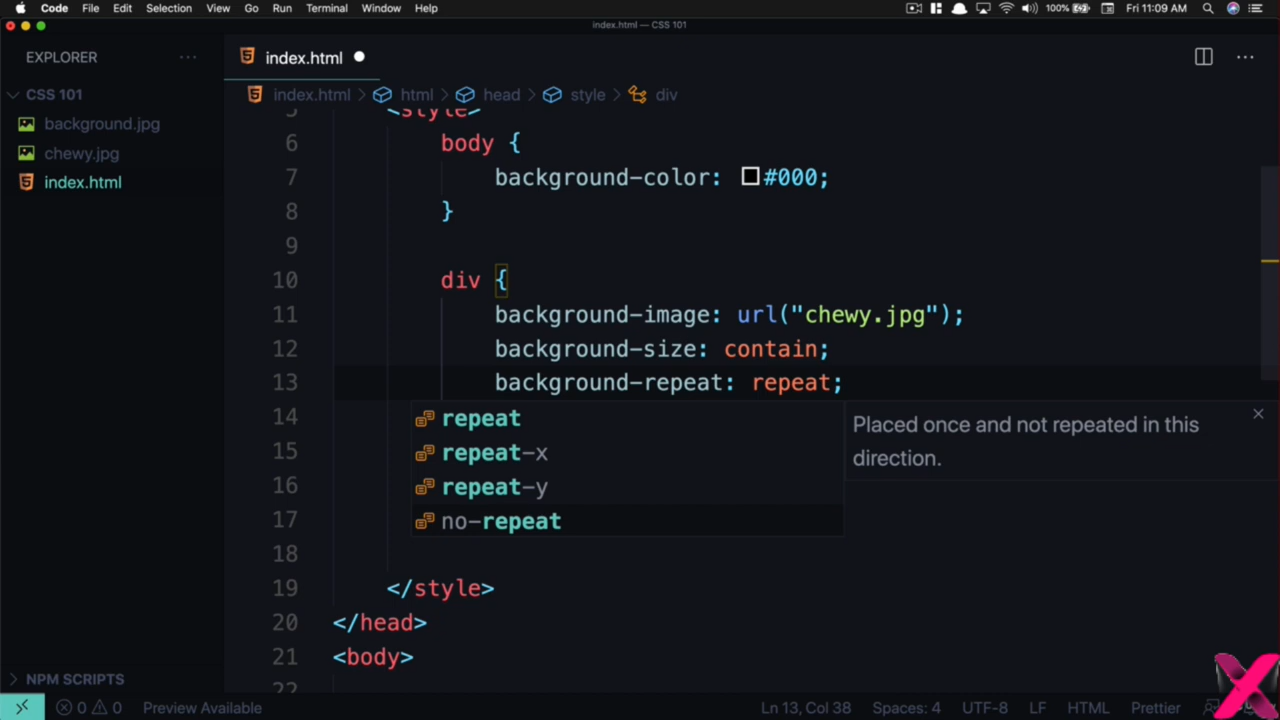 Code File Edit Selection View Go Run Terminal Window Help 100% Fri 11:09 AM
index.html — CSS 101
EXPLORER ···
index.html
···
CSS 101
index.html > html > head > style > div
background.jpg
chewy.jpg
index.html
5 <style>
6 body {
7 background-color: #000;
8 }
9
10 div {
11 background-image: url("chewy.jpg");
12 background-size: contain;
13 background-repeat: repeat;
14
15
16
17
18
repeat
repeat-x
repeat-y
no-repeat
Placed once and not repeated in this
direction.
19 </style>
20 </head>
21 <body>
22
NPM SCRIPTS
0 0 Preview Available Ln 13, Col 38 Spaces: 4 UTF-8 LF HTML Prettier
X